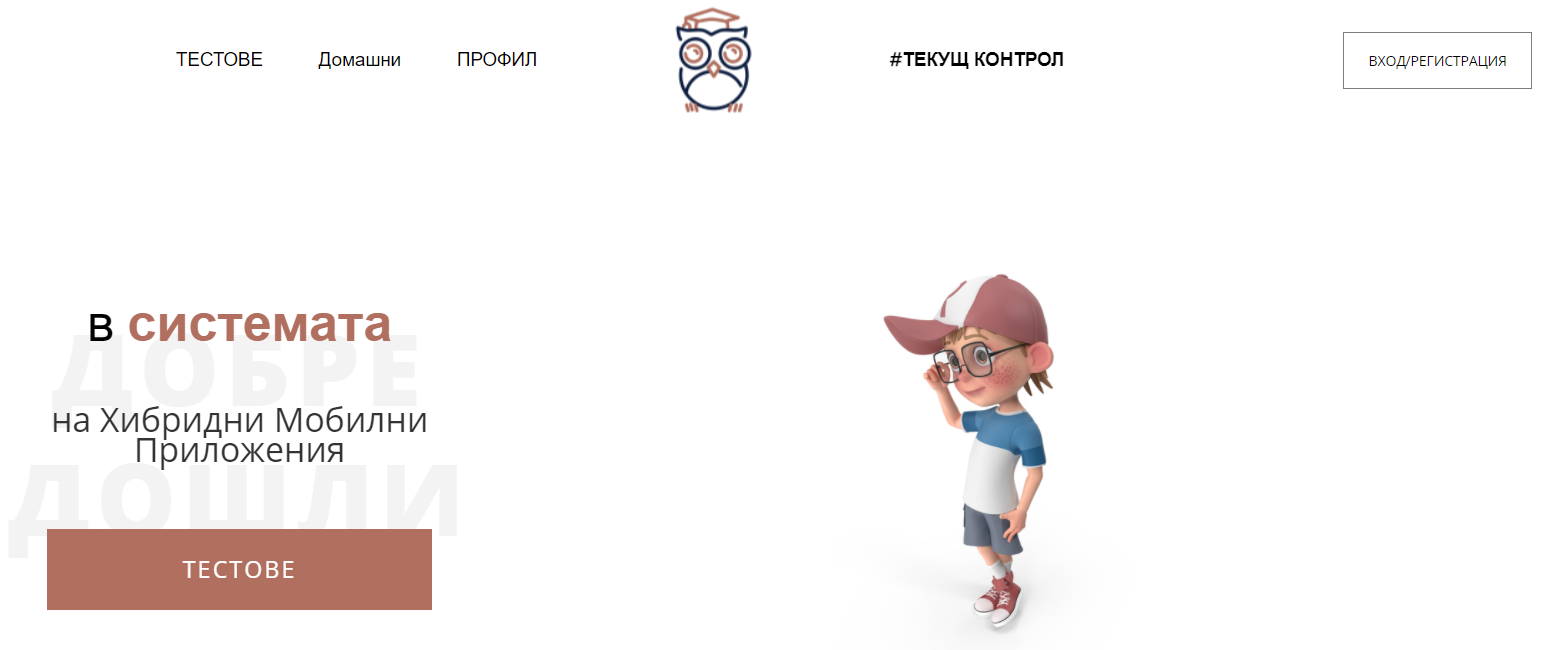 ТЕСТОВЕ
Домашни
ПРОФИЛ
#ТЕКУЩ КОНТРОЛ
ВХОД/РЕГИСТРАЦИЯ
в системата
ДОБРЕ
на Хибридни Мобилни
Приложения
ДОШЛИ
ТЕСТОВЕ